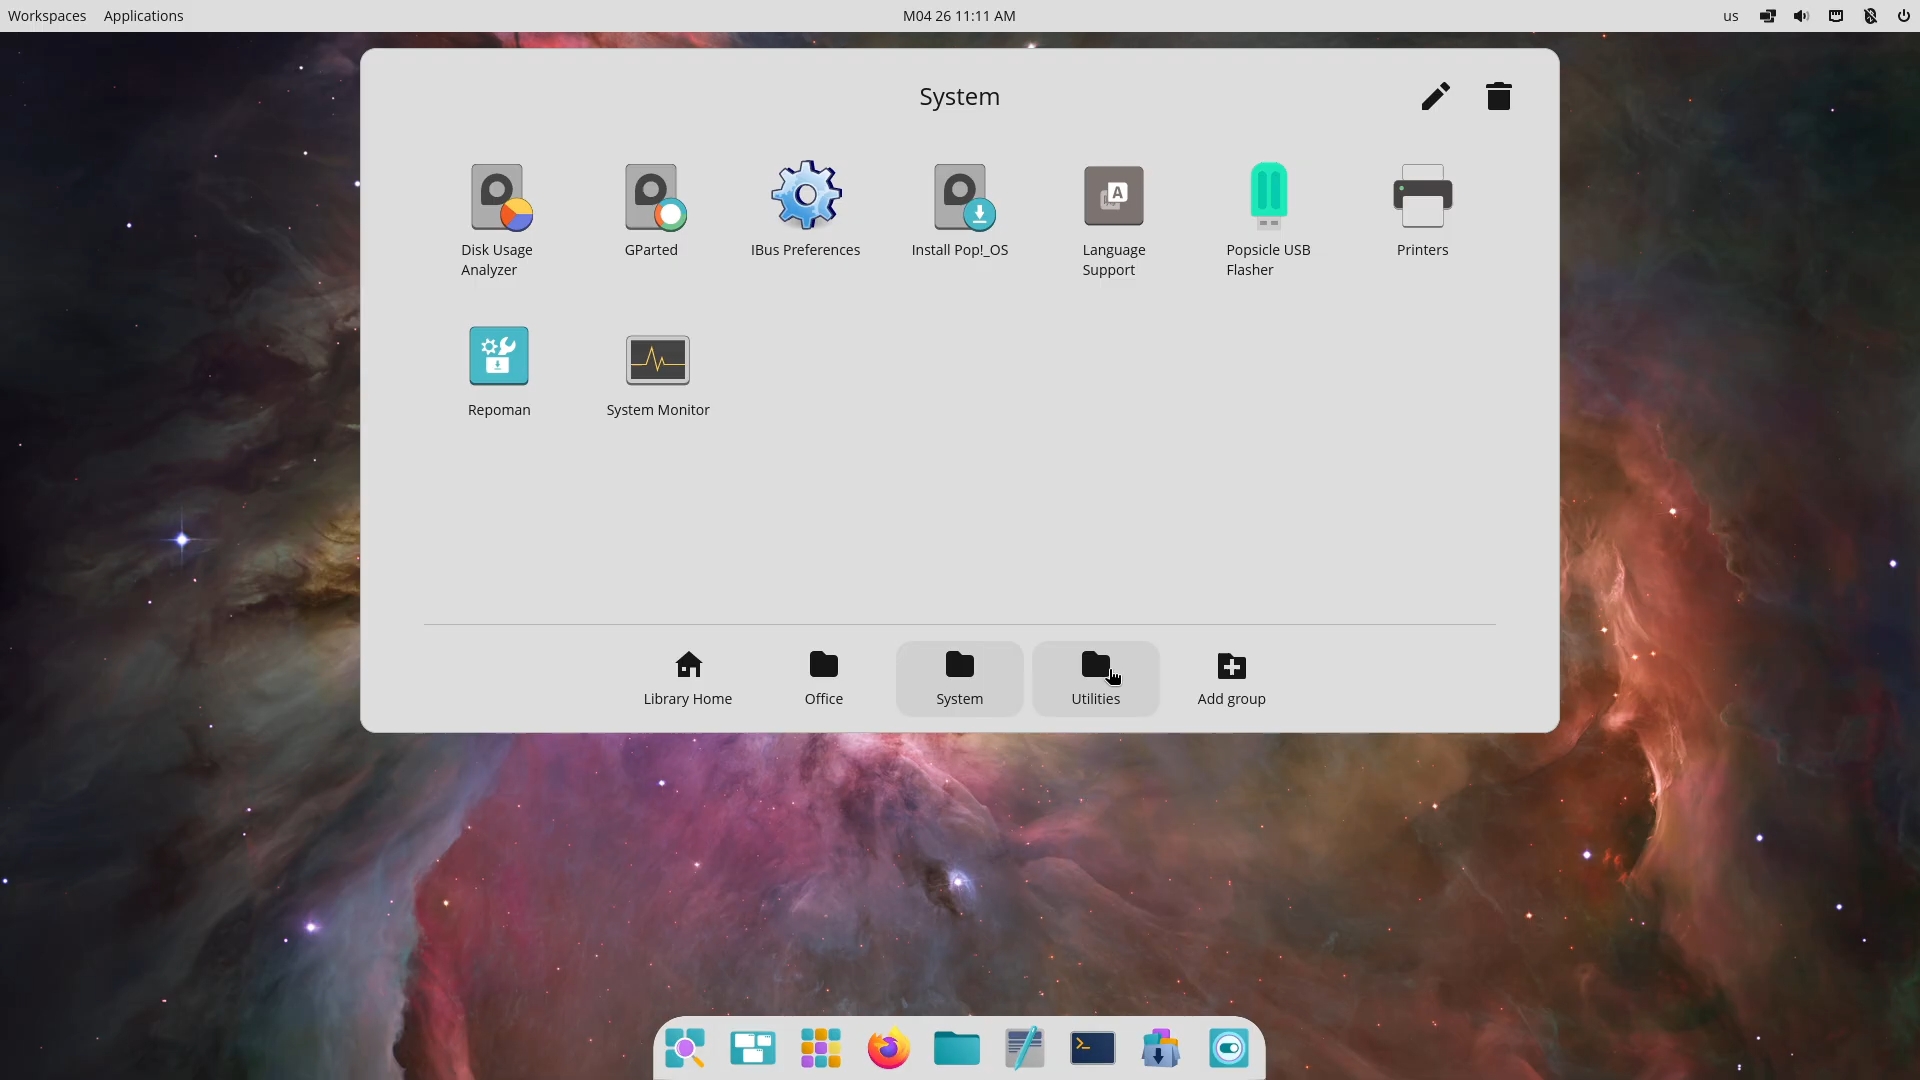 Workspaces Applications M04 26 11:11 AM us
System
Disk Usage Analyzer
GParted
IBus Preferences
Install Pop!_OS
Language Support
Popsicle USB Flasher
Printers
Repoman
System Monitor
Library Home
Office
System
Utilities
Add group